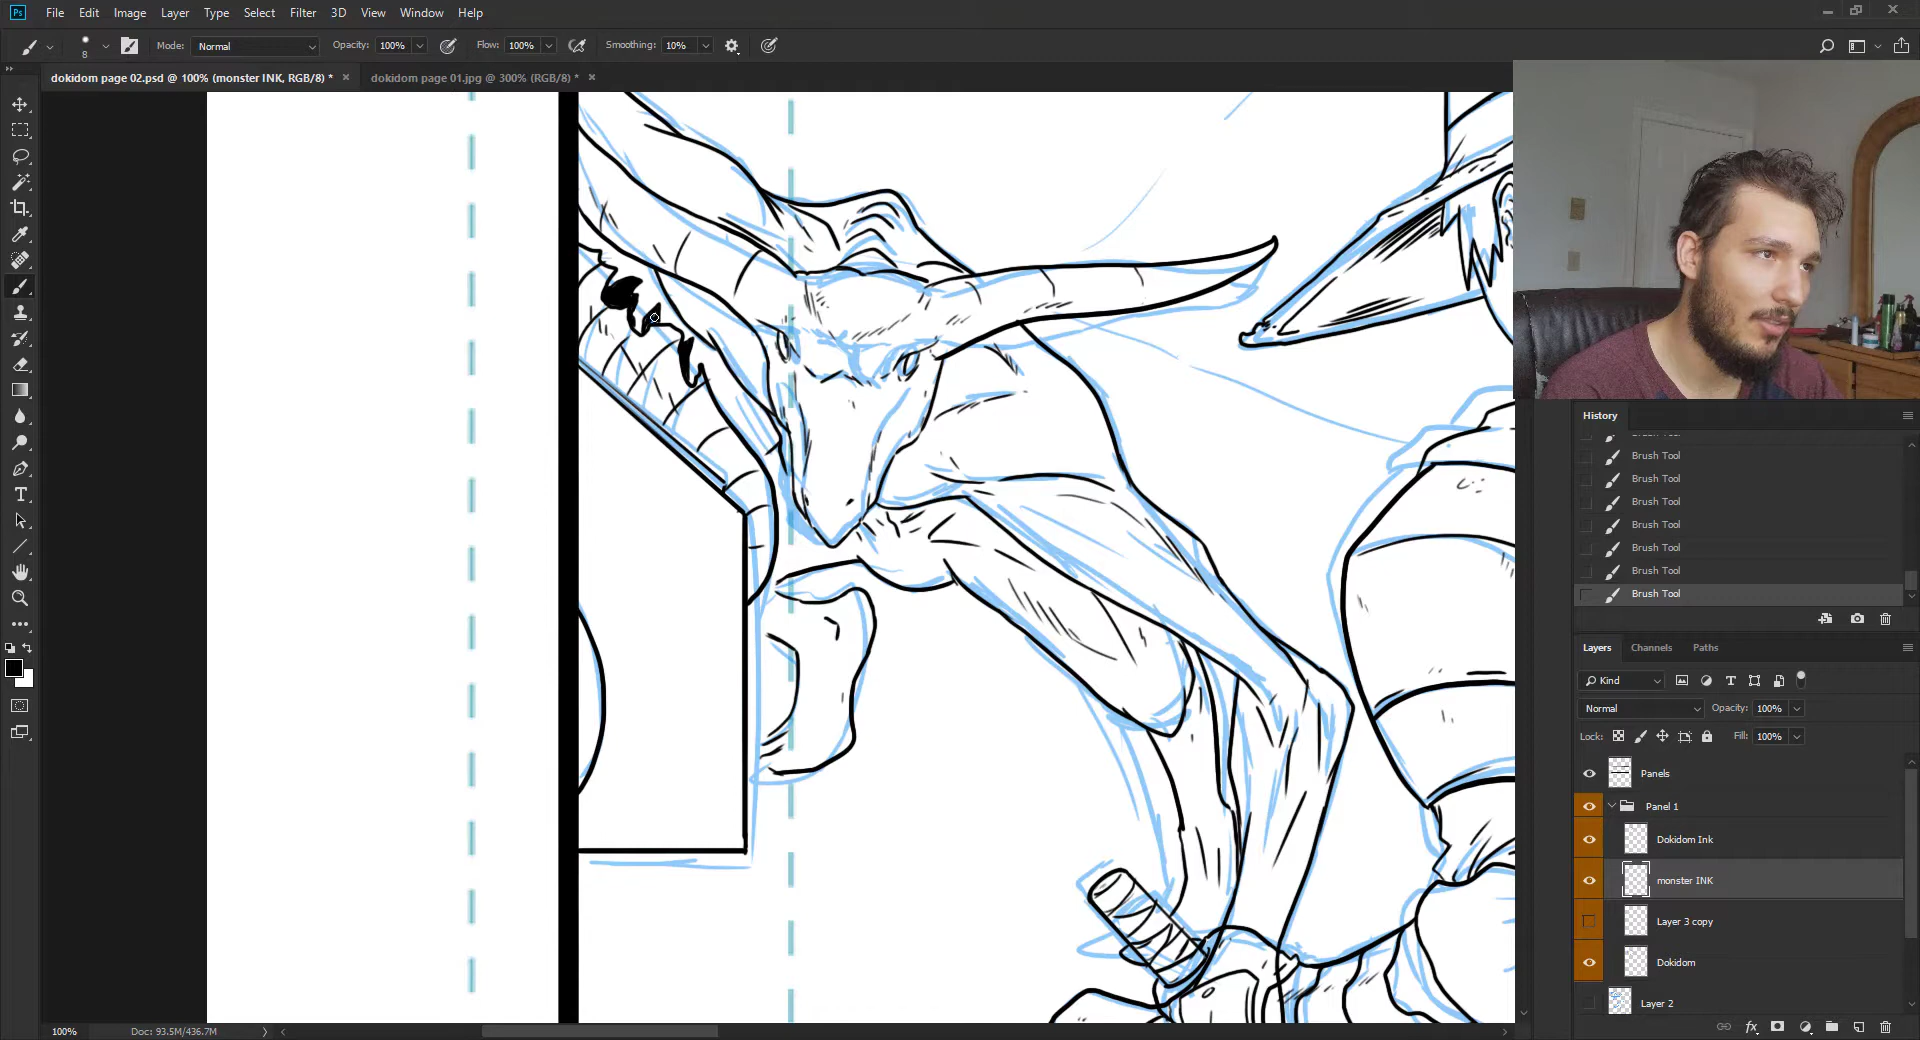 Ps File Edit Image Layer Type Select Filter 3D View Window Help
8 Mode: Normal Opacity: 100% Flow: 100% Smoothing: 10%
dokidom page 02.psd @ 100% (monster INK, RGB/8) * × dokidom page 01.jpg @ 300% (RGB/8) * ×
History
Brush Tool
Brush Tool
Brush Tool
Brush Tool
Brush Tool
Brush Tool
Brush Tool
Layers Channels Paths
Kind
Normal Opacity: 100%
Lock: Fill: 100%
Panels
Panel 1
Dokidom Ink
monster INK
Layer 3 copy
Dokidom
Layer 2
fx
100% Doc: 93.5M/436.7M